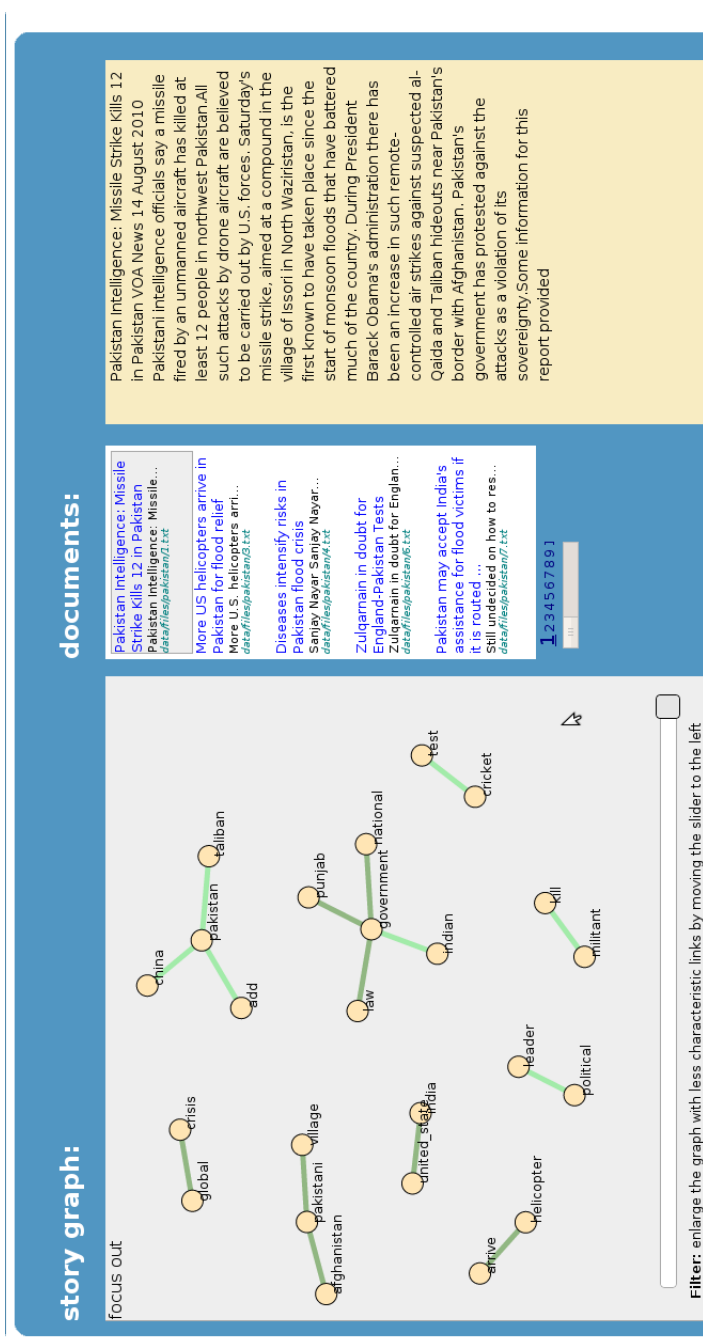 story graph:
documents:
focus out
china
taliban
pakistan
add
crisis
global
punjab
national
government
law
indian
village
pakistani
afghanistan
test
cricket
united_state
india
kill
militant
leader
political
helicopter
arrive
Filter: enlarge the graph with less characteristic links by moving the slider to the left
Pakistan Intelligence: Missile
Strike Kills 12 in Pakistan
Pakistan Intelligence: Missile...
data/files/pakistan/1.txt
More US helicopters arrive in
Pakistan for flood relief
More U.S. helicopters arri...
data/files/pakistan/3.txt
Diseases intensify risks in
Pakistan flood crisis
Sanjay Nayar Sanjay Nayar...
data/files/pakistan/4.txt
Zulqarnain in doubt for
England-Pakistan Tests
Zulqarnain in doubt for Englan...
data/files/pakistan/6.txt
Pakistan may accept India's
assistance for flood victims if
it is routed ...
Still undecided on how to res...
data/files/pakistan/7.txt
1 2 3 4 5 6 7 8 9 1
Pakistan Intelligence: Missile Strike Kills 12
in Pakistan VOA News 14 August 2010
Pakistani intelligence officials say a missile
fired by an unmanned aircraft has killed at
least 12 people in northwest Pakistan.All
such attacks by drone aircraft are believed
to be carried out by U.S. forces. Saturday's
missile strike, aimed at a compound in the
village of Issori in North Waziristan, is the
first known to have taken place since the
start of monsoon floods that have battered
much of the country. During President
Barack Obama's administration there has
been an increase in such remote-
controlled air strikes against suspected al-
Qaida and Taliban hideouts near Pakistan's
border with Afghanistan. Pakistan's
government has protested against the
attacks as a violation of its
sovereignty.Some information for this
report provided